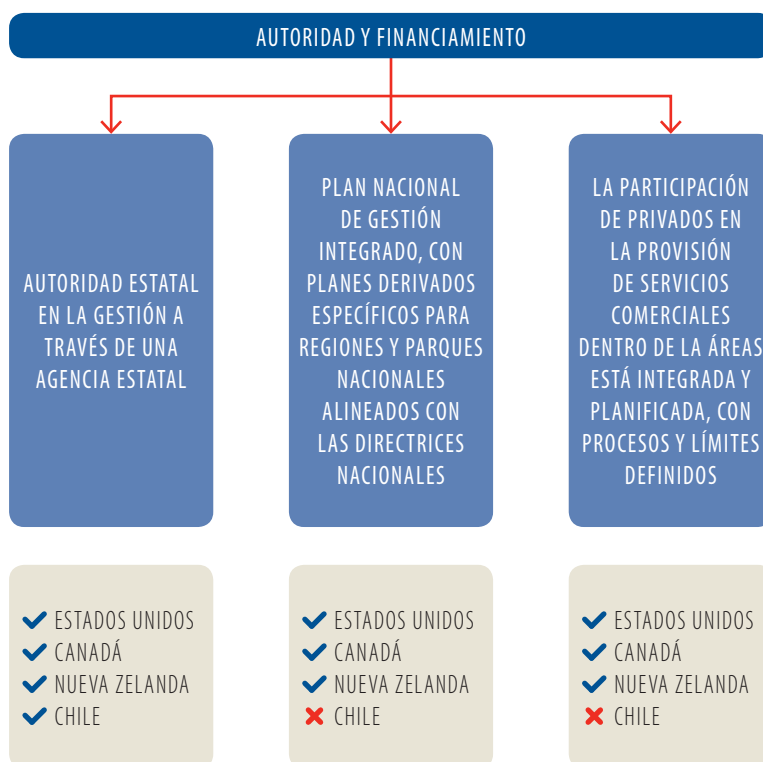 AUTORIDAD Y FINANCIAMIENTO
AUTORIDAD ESTATAL
EN LA GESTIÓN A
TRAVÉS DE UNA
AGENCIA ESTATAL
PLAN NACIONAL
DE GESTIÓN
INTEGRADO, CON
PLANES DERIVADOS
ESPECÍFICOS PARA
REGIONES Y PARQUES
NACIONALES
ALINEADOS CON
LAS DIRECTRICES
NACIONALES
LA PARTICIPACIÓN
DE PRIVADOS EN
LA PROVISIÓN
DE SERVICIOS
COMERCIALES
DENTRO DE LA ÁREAS
ESTÁ INTEGRADA Y
PLANIFICADA, CON
PROCESOS Y LÍMITES
DEFINIDOS
ESTADOS UNIDOS
CANADÁ
NUEVA ZELANDA
CHILE
ESTADOS UNIDOS
CANADÁ
NUEVA ZELANDA
CHILE
ESTADOS UNIDOS
CANADÁ
NUEVA ZELANDA
CHILE